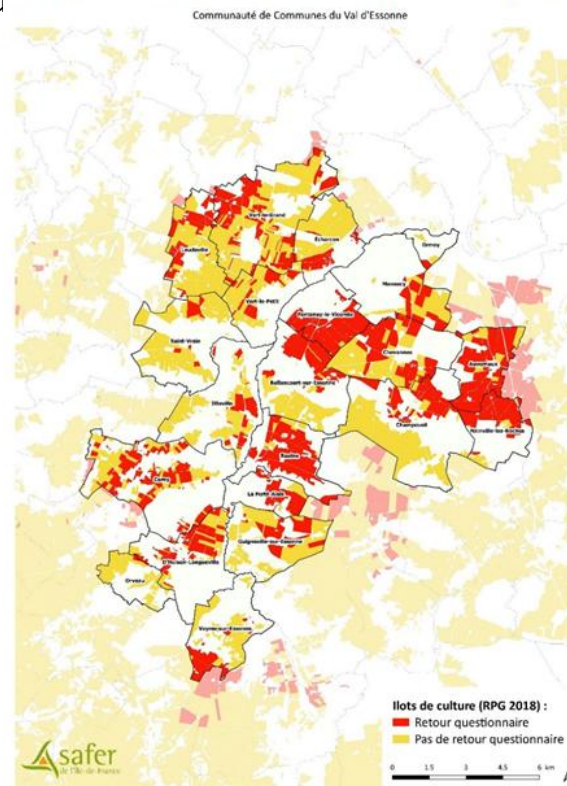 Communauté de Communes du Val d'Essonne
Vert-le-Grand
Leudeville
Echarcon
Ormoy
Mennecy
Vert-le-Petit
Fontenay-le-Vicomte
Saint-Vrain
Chevannes
Auvernaux
Ballancourt-sur-Essonne
Itteville
Champcueil
Nainville-les-Roches
Baulne
Cerny
La Ferté-Alais
Guigneville-sur-Essonne
D'Huison-Longueville
Orveau
Vayres-sur-Essonne
Ilots de culture (RPG 2018) :
Retour questionnaire
Pas de retour questionnaire
safer
de l'Île-de-France
0 1.5 3 4.5 6 km